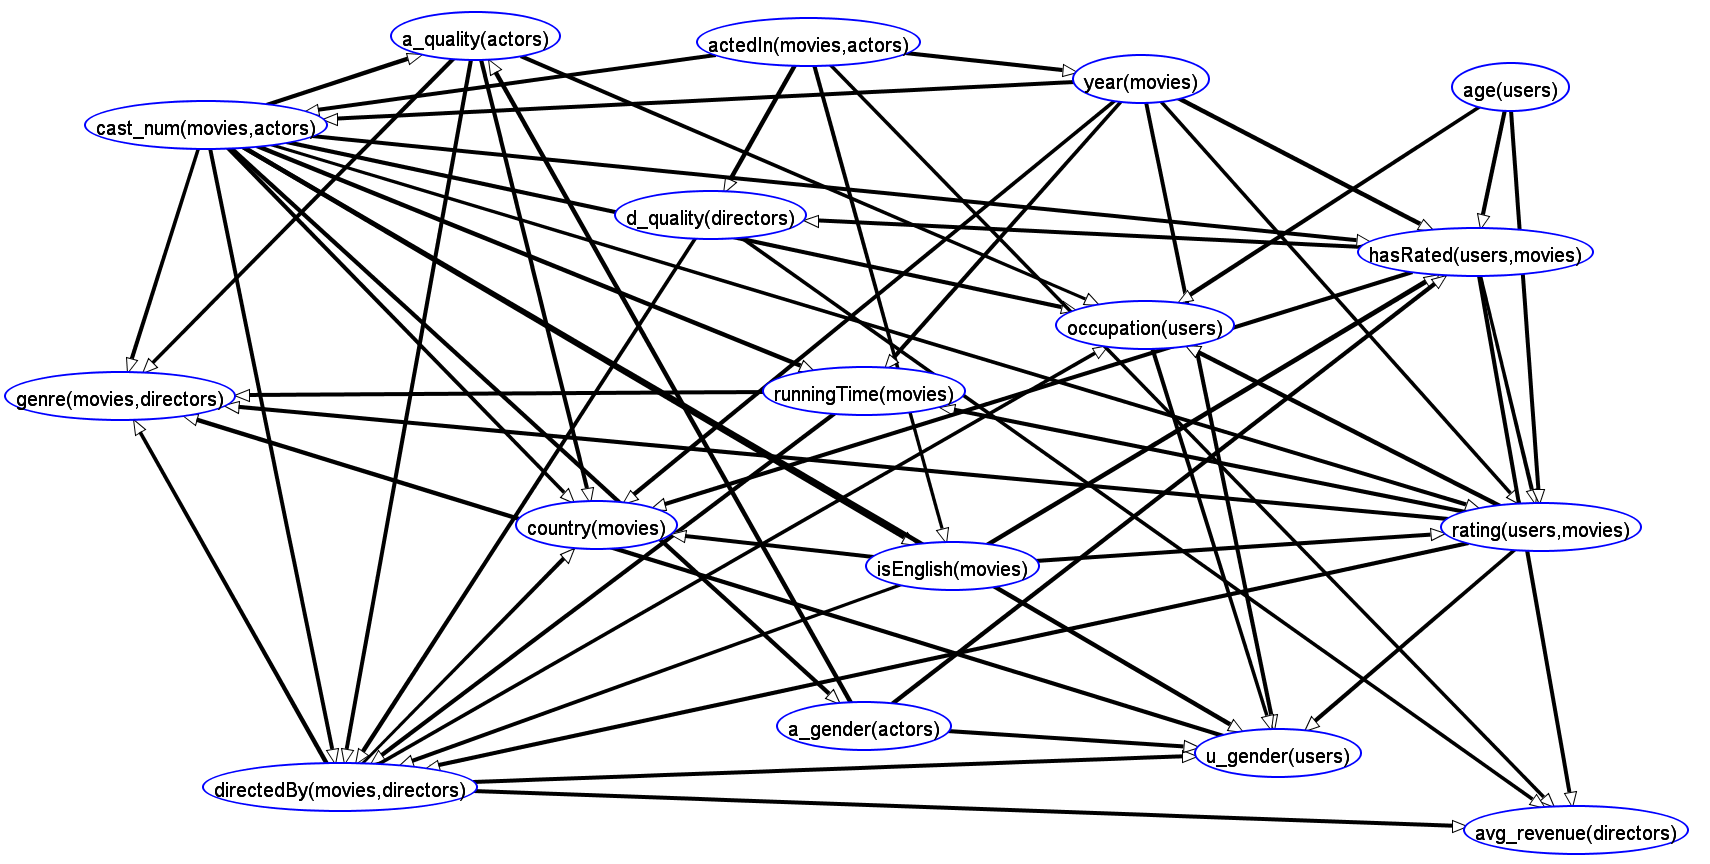 a_quality(actors)
actedIn(movies,actors)
year(movies)
age(users)
cast_num(movies,actors)
d_quality(directors)
hasRated(users,movies)
occupation(users)
genre(movies,directors)
runningTime(movies)
country(movies)
rating(users,movies)
isEnglish(movies)
a_gender(actors)
u_gender(users)
directedBy(movies,directors)
avg_revenue(directors)